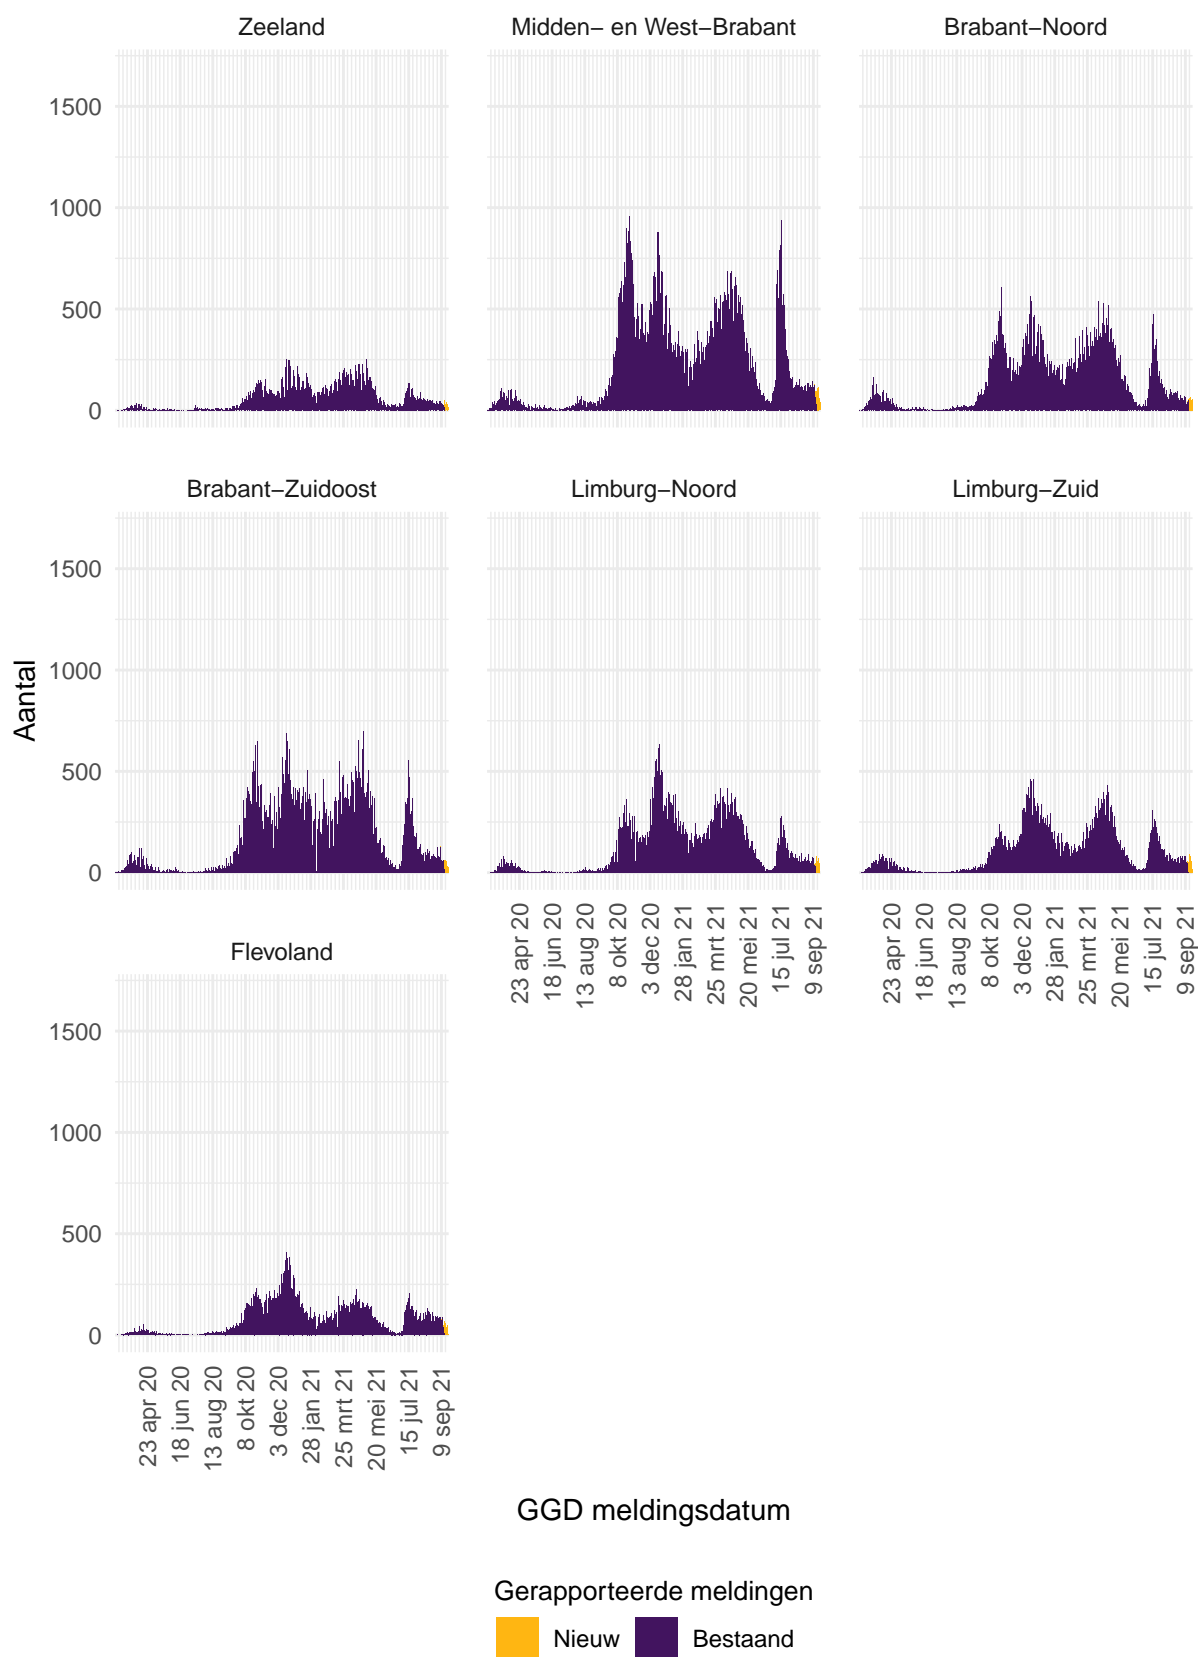 Zeeland
Midden− en West−Brabant
Brabant−Noord
1500
1000
500
0
Brabant−Zuidoost
Limburg−Noord
Limburg−Zuid
1500
1000
500
0
Aantal
23 apr 20
18 jun 20
13 aug 20
8 okt 20
3 dec 20
28 jan 21
25 mrt 21
20 mei 21
15 jul 21
9 sep 21
23 apr 20
18 jun 20
13 aug 20
8 okt 20
3 dec 20
28 jan 21
25 mrt 21
20 mei 21
15 jul 21
9 sep 21
Flevoland
1500
1000
500
0
23 apr 20
18 jun 20
13 aug 20
8 okt 20
3 dec 20
28 jan 21
25 mrt 21
20 mei 21
15 jul 21
9 sep 21
GGD meldingsdatum
Gerapporteerde meldingen
Nieuw
Bestaand